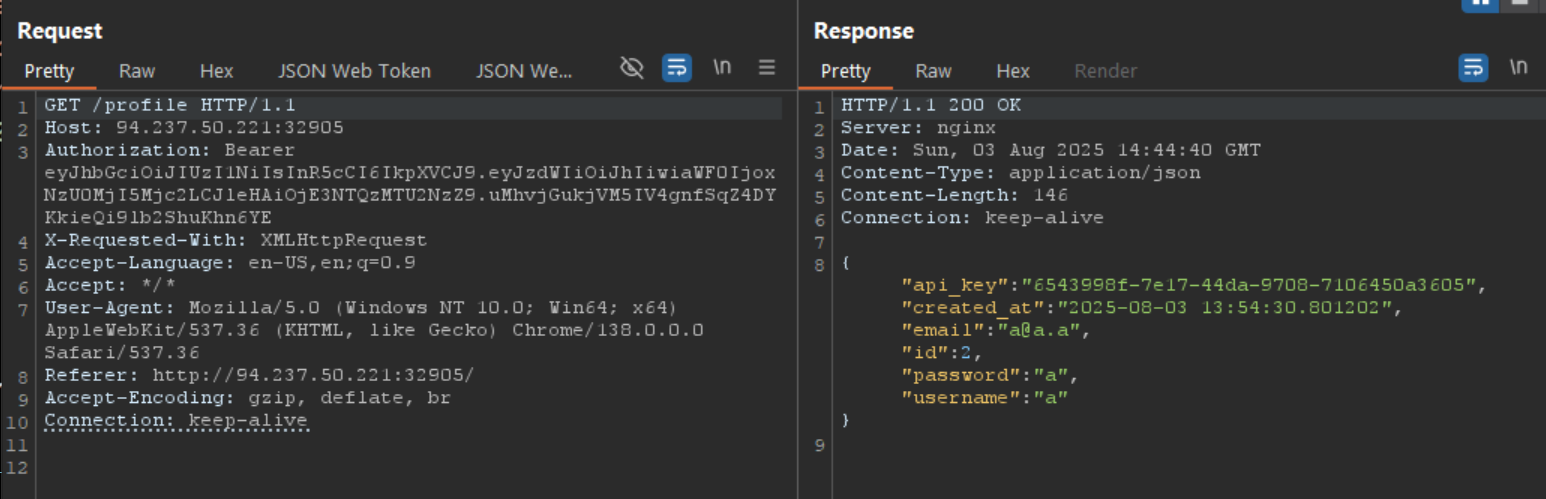 Request
Pretty Raw Hex JSON Web Token JSON We... \n
1 GET /profile HTTP/1.1
2 Host: 94.237.50.221:32905
3 Authorization: Bearer
eyJhbGciOiJIUzI1NiIsInR5cCI6IkpXVCJ9.eyJzdWIiOiJhIiwiaWF0Ijox
NzU0MjI5Mjc2LCJleHAiOjE3NTQzMTU2NzZ9.uMhvjGukjVM5IV4gnfSqZ4DY
KkieQi9lb2ShuKhn6YE
4 X-Requested-With: XMLHttpRequest
5 Accept-Language: en-US,en;q=0.9
6 Accept: */*
7 User-Agent: Mozilla/5.0 (Windows NT 10.0; Win64; x64)
AppleWebKit/537.36 (KHTML, like Gecko) Chrome/138.0.0.0
Safari/537.36
8 Referer: http://94.237.50.221:32905/
9 Accept-Encoding: gzip, deflate, br
10 Connection: keep-alive
11
12
Response
Pretty Raw Hex Render \n
1 HTTP/1.1 200 OK
2 Server: nginx
3 Date: Sun, 03 Aug 2025 14:44:40 GMT
4 Content-Type: application/json
5 Content-Length: 146
6 Connection: keep-alive
7
8 {
"api_key":"6543998f-7e17-44da-9708-7106450a3605",
"created_at":"2025-08-03 13:54:30.801202",
"email":"a@a.a",
"id":2,
"password":"a",
"username":"a"
}
9